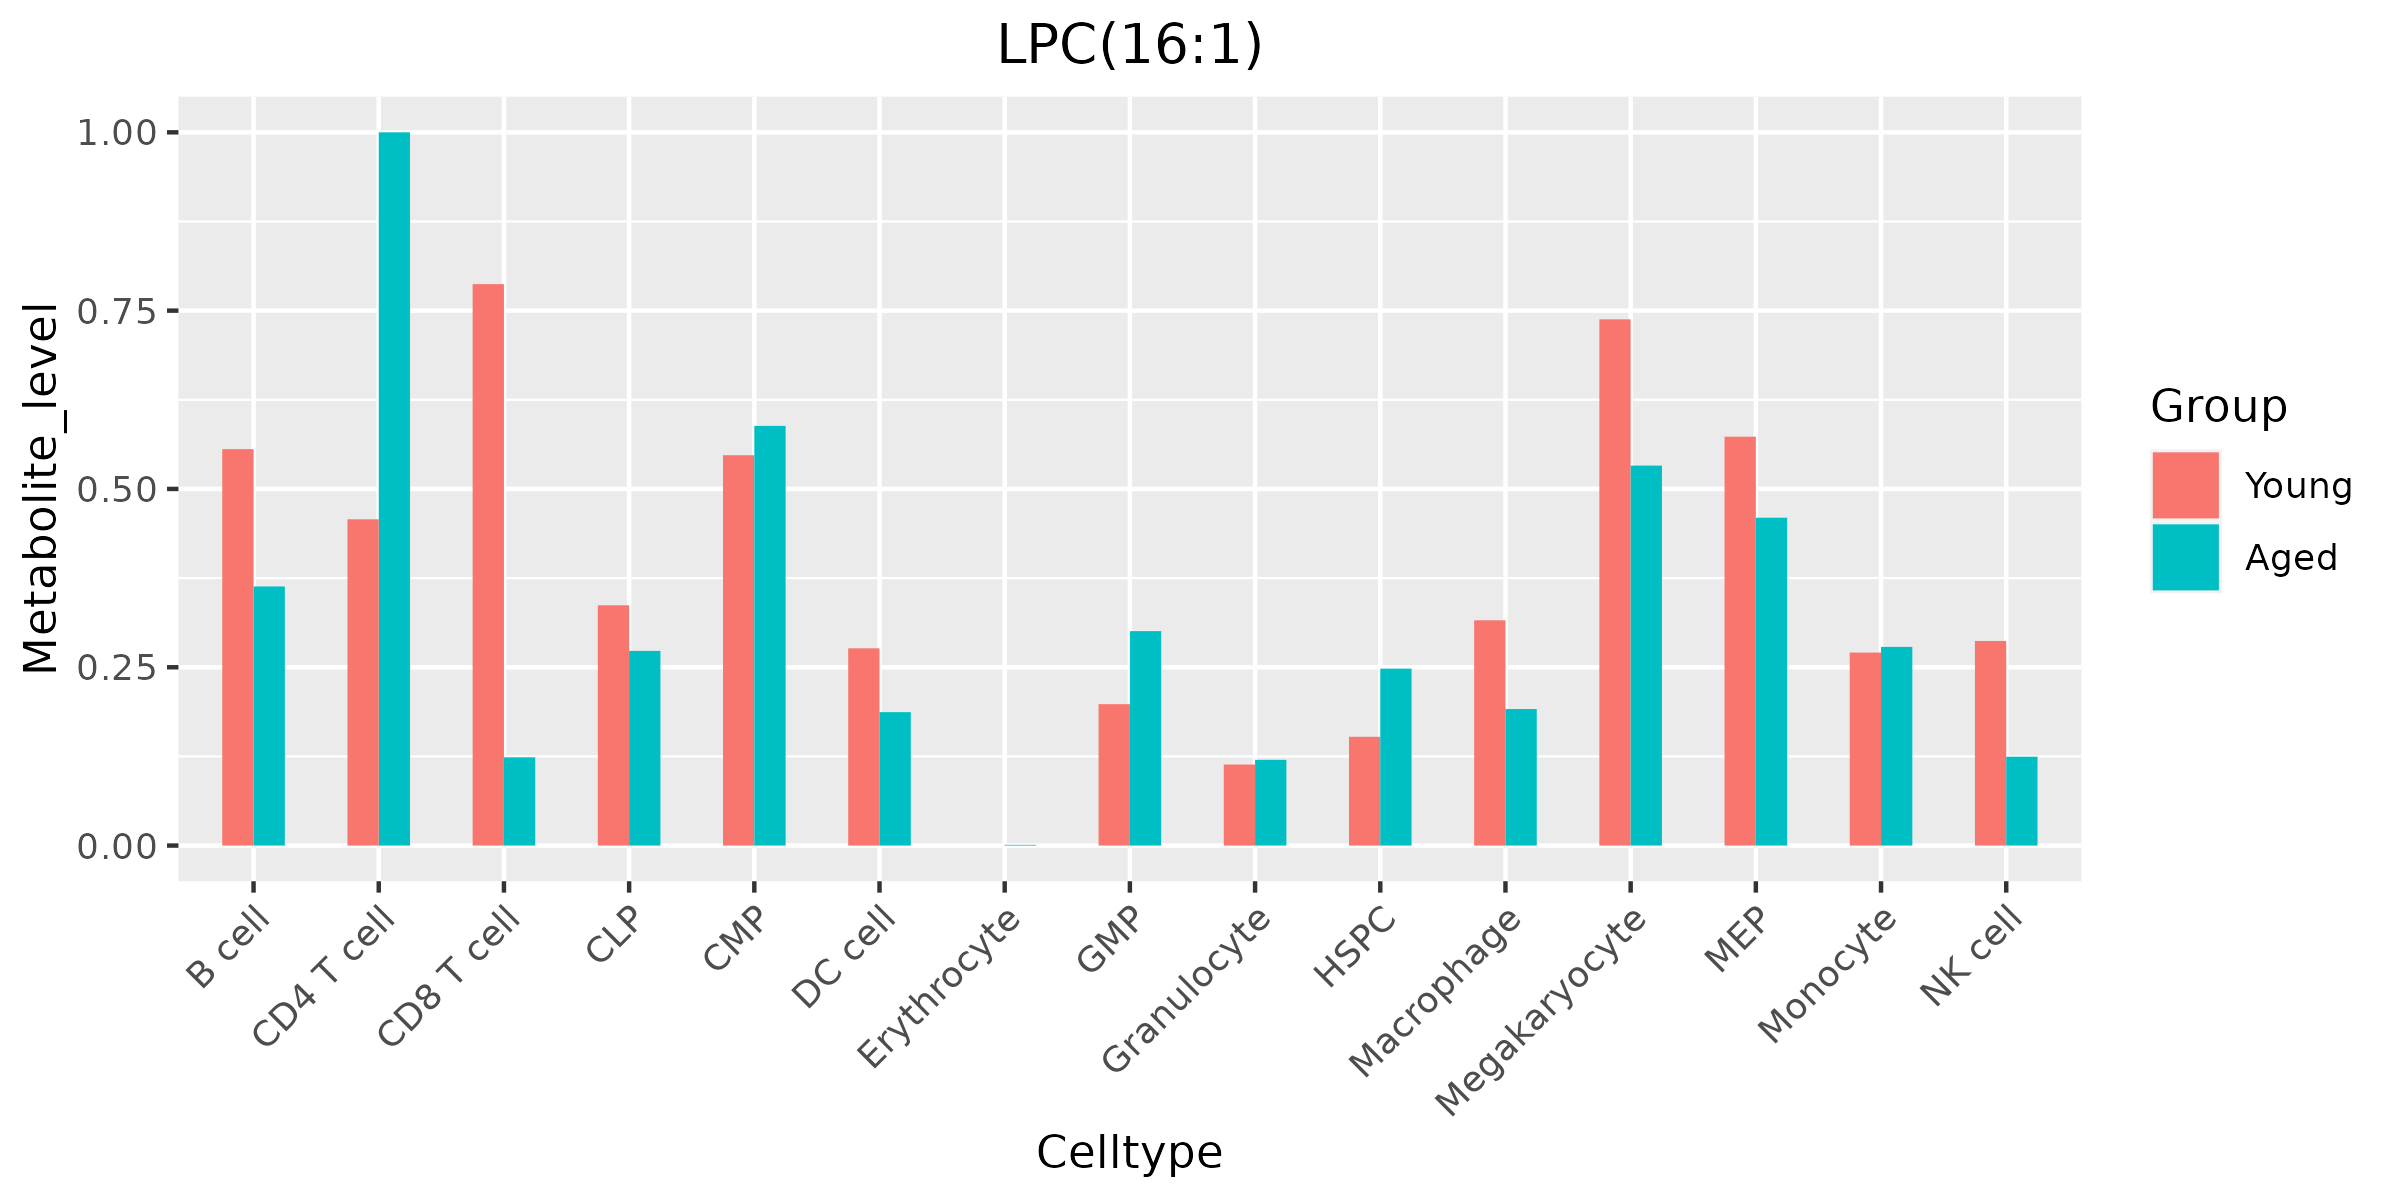 LPC(16:1)
Metabolite_level
1.00
0.75
0.50
0.25
0.00
B cell
CD4 T cell
CD8 T cell
CLP
CMP
DC cell
Erythrocyte
GMP
Granulocyte
HSPC
Macrophage
Megakaryocyte
MEP
Monocyte
NK cell
Celltype
Group
Young
Aged